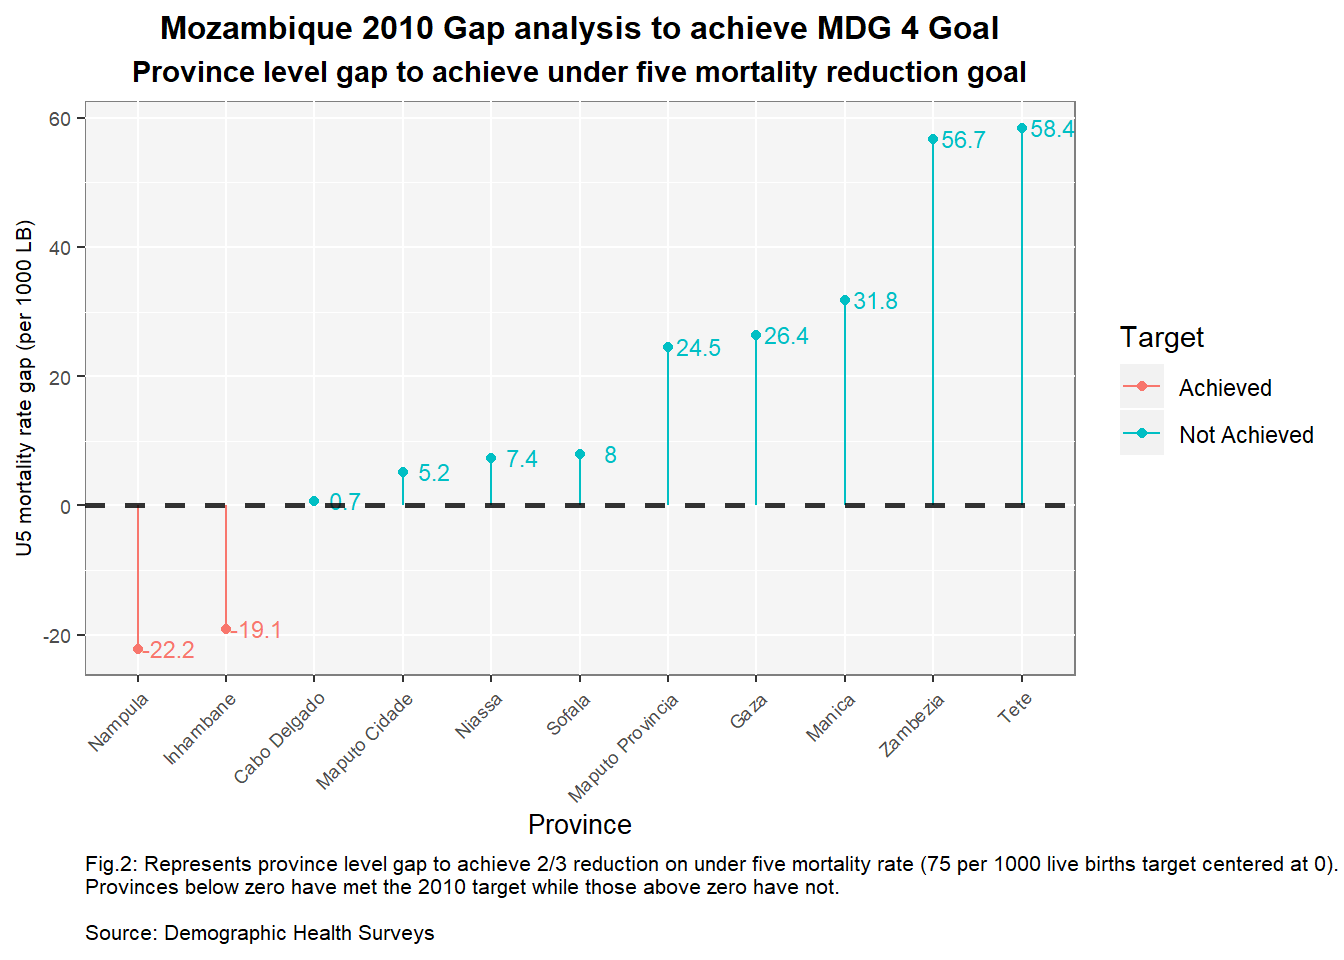 Mozambique 2010 Gap analysis to achieve MDG 4 Goal
Province level gap to achieve under five mortality reduction goal
U5 mortality rate gap (per 1000 LB)
60
40
20
0
-20
-22.2
-19.1
0.7
5.2
7.4
8
24.5
26.4
31.8
56.7
58.4
Nampula
Inhambane
Cabo Delgado
Maputo Cidade
Niassa
Sofala
Maputo Provincia
Gaza
Manica
Zambezia
Tete
Province
Target
Achieved
Not Achieved
Fig.2: Represents province level gap to achieve 2/3 reduction on under five mortality rate (75 per 1000 live births target centered at 0).
Provinces below zero have met the 2010 target while those above zero have not.
Source: Demographic Health Surveys